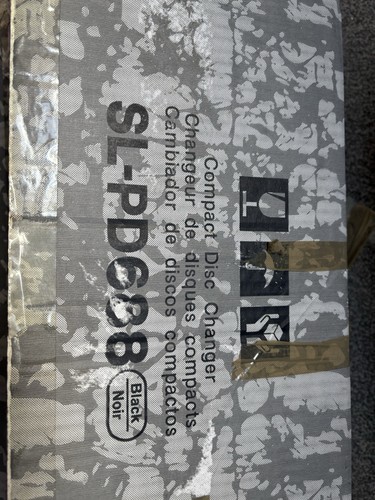 Compact Disc Changer
Changeur de disques compacts
Cambiador de discos compactos
SL-PD688
Black
Noir